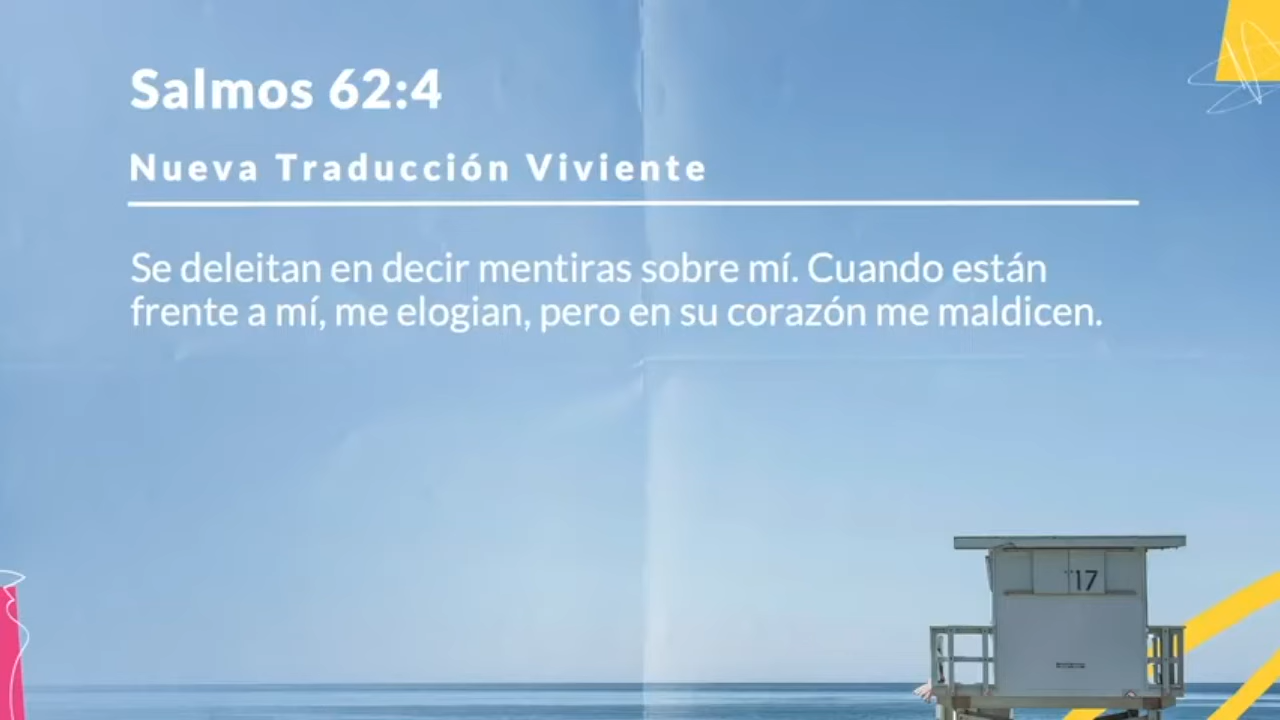 Salmos 62:4
Nueva Traducción Viviente
Se deleitan en decir mentiras sobre mí. Cuando están
frente a mí, me elogian, pero en su corazón me maldicen.
17